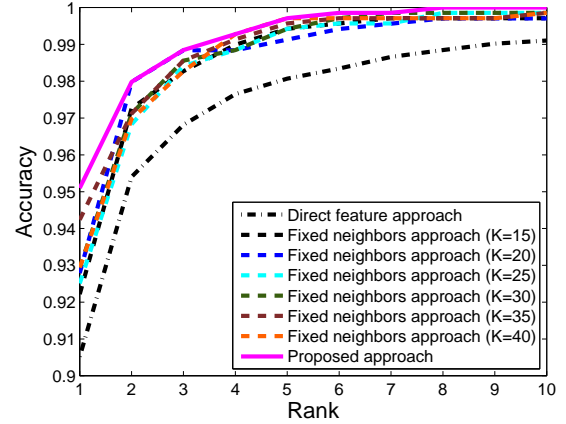 1
0.99
0.98
0.97
0.96
0.95
0.94
0.93
0.92
0.91
0.9
Accuracy
Direct feature approach
Fixed neighbors approach (K=15)
Fixed neighbors approach (K=20)
Fixed neighbors approach (K=25)
Fixed neighbors approach (K=30)
Fixed neighbors approach (K=35)
Fixed neighbors approach (K=40)
Proposed approach
1 2 3 4 5 6 7 8 9 10
Rank